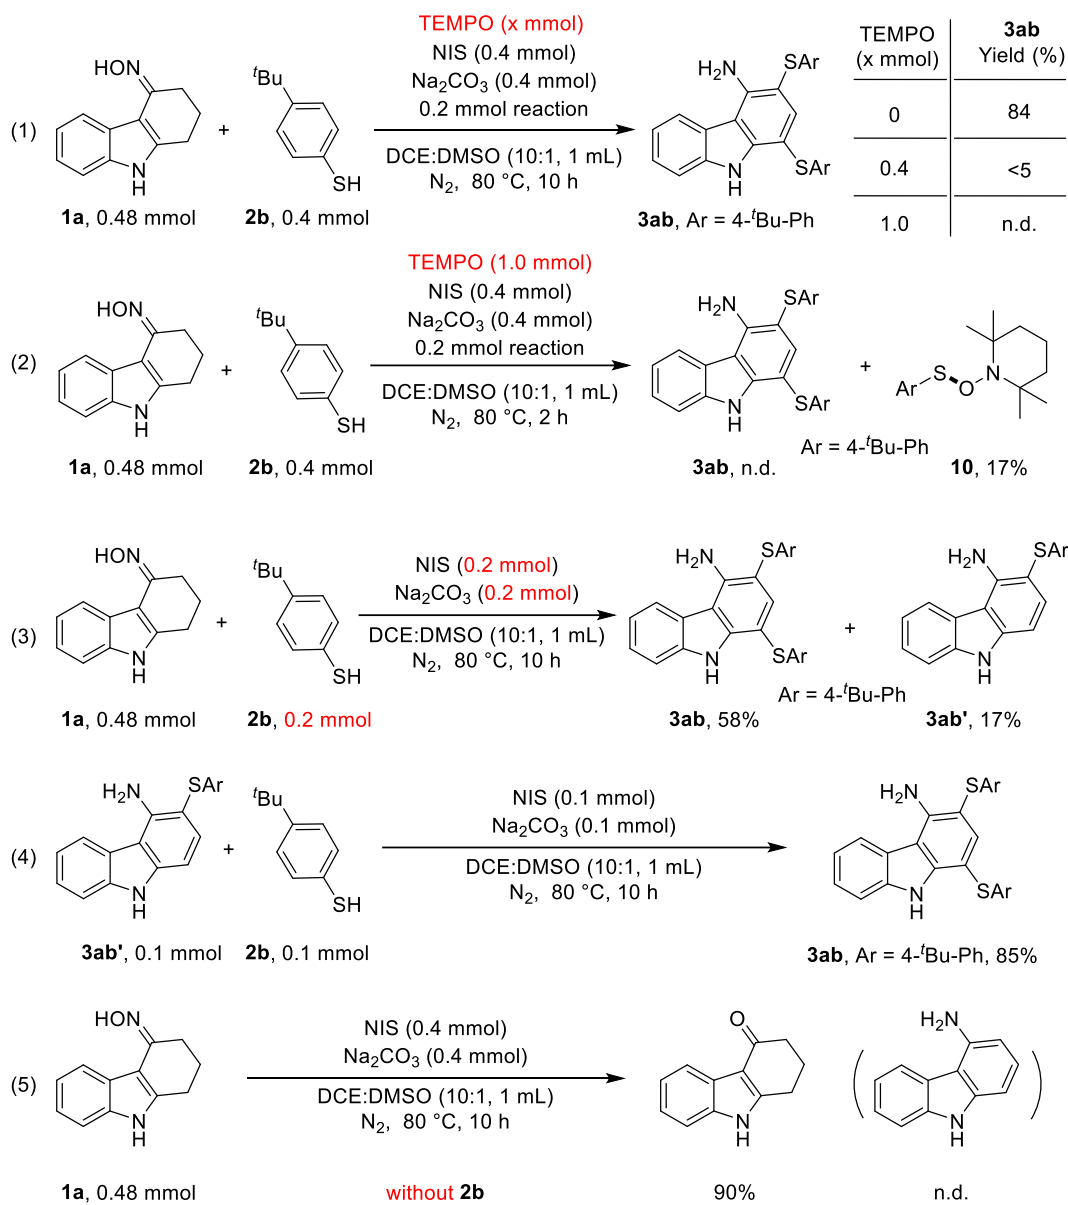 (1)
HON
N
H
1a, 0.48 mmol
+
tBu
SH
2b, 0.4 mmol
TEMPO (x mmol)
NIS (0.4 mmol)
Na2CO3 (0.4 mmol)
0.2 mmol reaction
DCE:DMSO (10:1, 1 mL)
N2, 80 °C, 10 h
H2N
SAr
N
H
SAr
3ab, Ar = 4-tBu-Ph
TEMPO
(x mmol)
3ab
Yield (%)
0 84
0.4 <5
1.0 n.d.
(2)
HON
N
H
1a, 0.48 mmol
+
tBu
SH
2b, 0.4 mmol
TEMPO (1.0 mmol)
NIS (0.4 mmol)
Na2CO3 (0.4 mmol)
0.2 mmol reaction
DCE:DMSO (10:1, 1 mL)
N2, 80 °C, 2 h
H2N
SAr
N
H
SAr
3ab, n.d.
+
Ar
S
O
N
Ar = 4-tBu-Ph
10, 17%
(3)
HON
N
H
1a, 0.48 mmol
+
tBu
SH
2b, 0.2 mmol
NIS (0.2 mmol)
Na2CO3 (0.2 mmol)
DCE:DMSO (10:1, 1 mL)
N2, 80 °C, 10 h
H2N
SAr
N
H
SAr
3ab, 58%
+
Ar = 4-tBu-Ph
H2N
SAr
N
H
3ab', 17%
(4)
H2N
SAr
N
H
3ab', 0.1 mmol
+
tBu
SH
2b, 0.1 mmol
NIS (0.1 mmol)
Na2CO3 (0.1 mmol)
DCE:DMSO (10:1, 1 mL)
N2, 80 °C, 10 h
H2N
SAr
N
H
SAr
3ab, Ar = 4-tBu-Ph, 85%
(5)
HON
N
H
1a, 0.48 mmol
NIS (0.4 mmol)
Na2CO3 (0.4 mmol)
DCE:DMSO (10:1, 1 mL)
N2, 80 °C, 10 h
without 2b
O
N
H
90%
H2N
N
H
n.d.